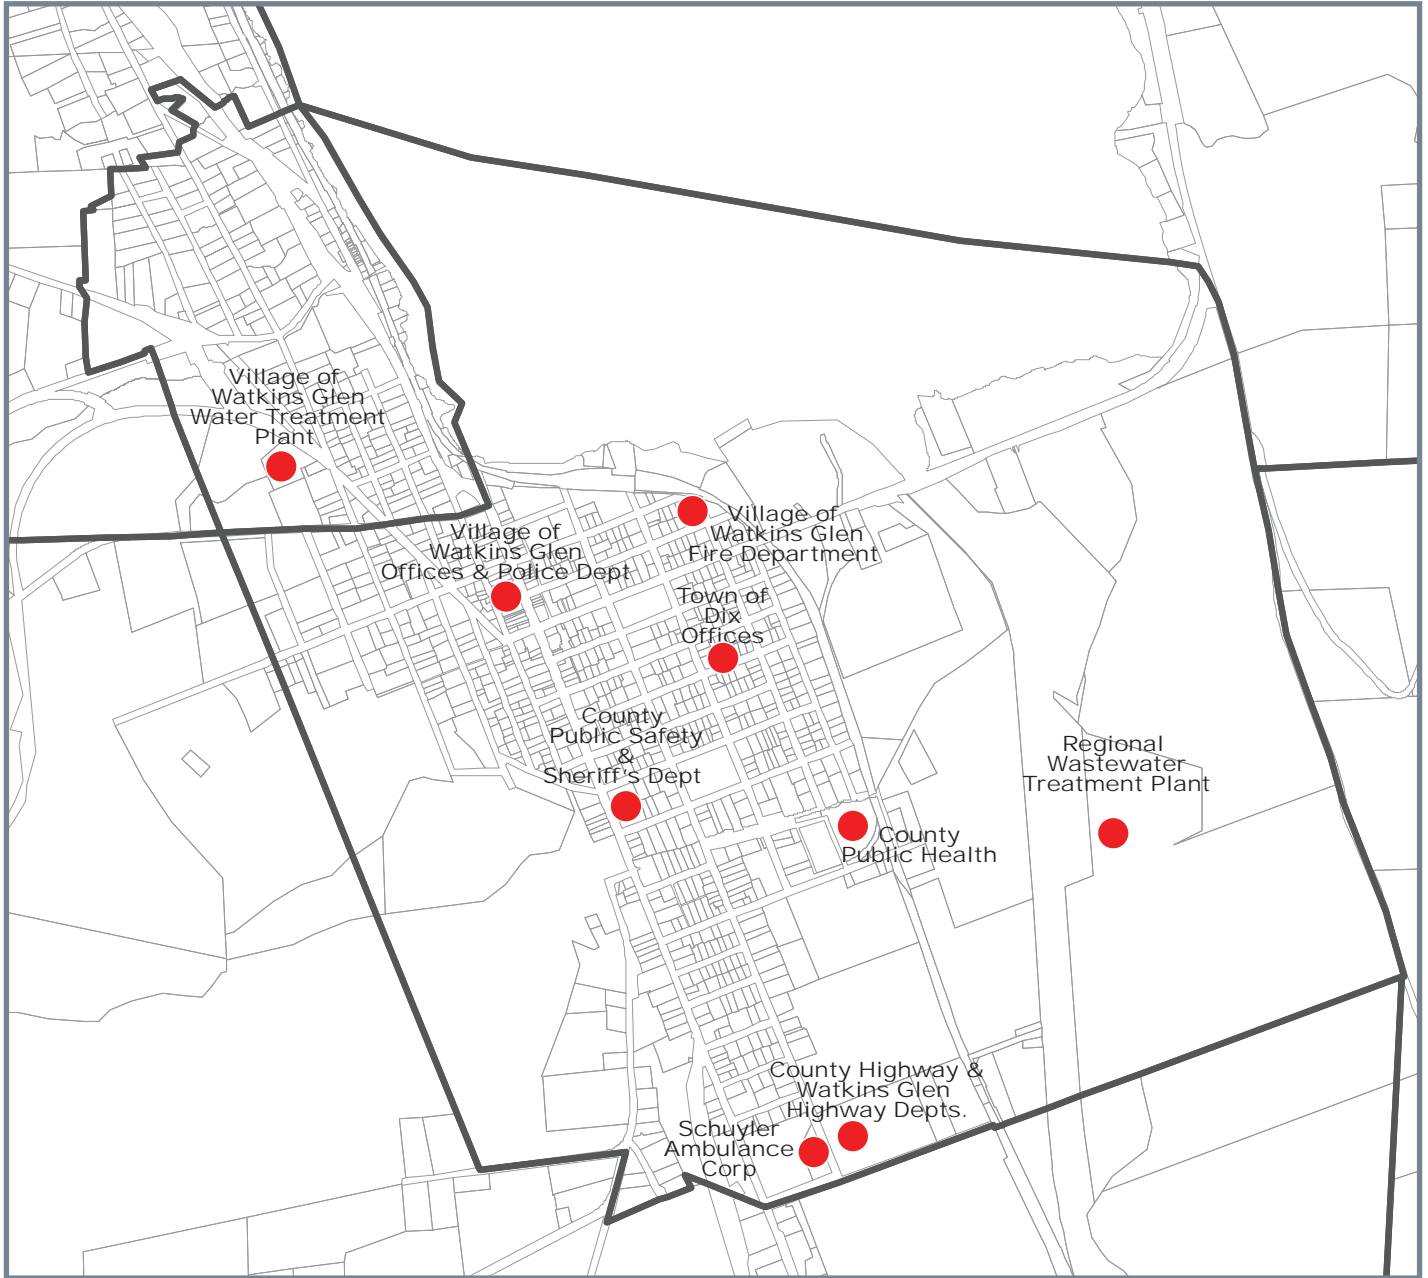 Village of
Watkins Glen
Water Treatment
Plant
Village of
Watkins Glen
Offices & Police Dept
Village of
Watkins Glen
Fire Department
Town of
Dix
Offices
County
Public Safety
&
Sheriff's Dept
Regional
Wastewater
Treatment Plant
County
Public Health
County Highway &
Watkins Glen
Highway Depts.
Schuyler
Ambulance
Corp